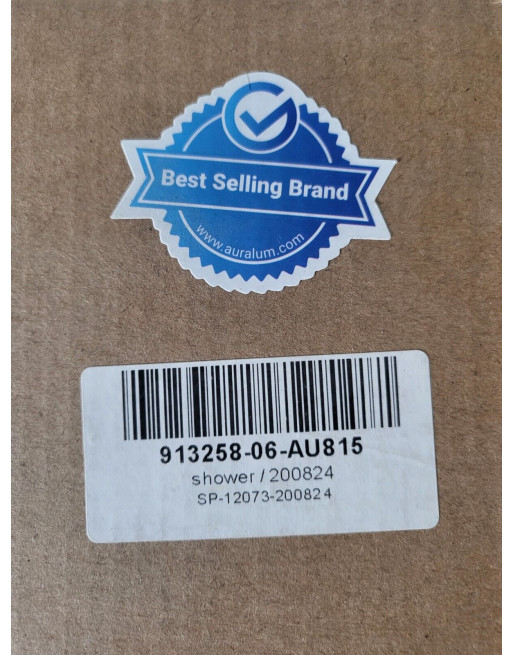 Best Selling Brand
www.auralum.com
913258-06-AU815
shower / 200824
SP-12073-200824